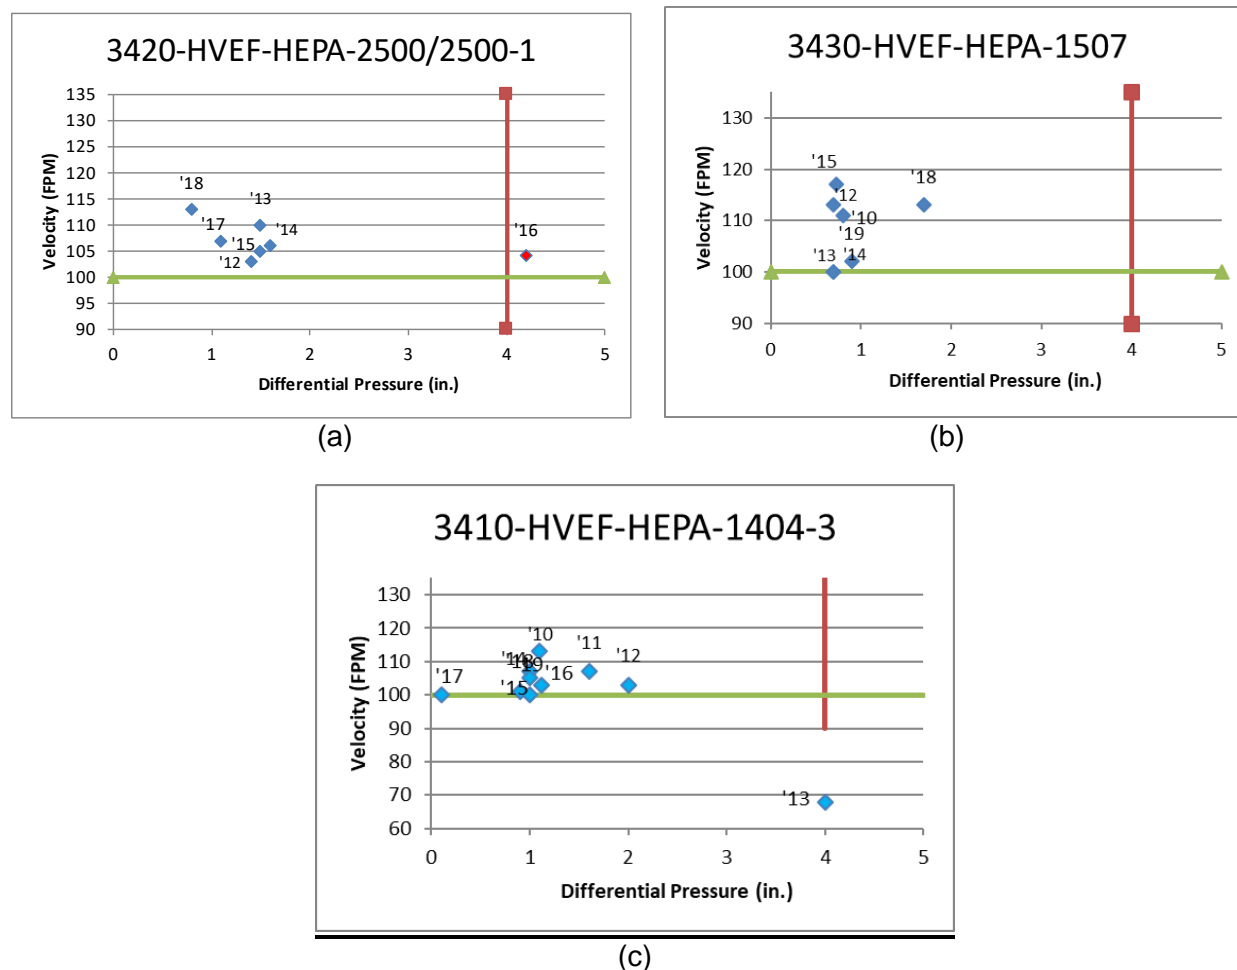 3420-HVEF-HEPA-2500/2500-1
135
130
125
120
115
110
105
100
95
90
Velocity (FPM)
'18
'13
'17
'14
'15
'12
'16
0 1 2 3 4 5
Differential Pressure (in.)
(a)
3430-HVEF-HEPA-1507
130
120
110
100
90
Velocity (FPM)
'15
'18
'12
'10
'19
'13 '14
0 1 2 3 4 5
Differential Pressure (in.)
(b)
3410-HVEF-HEPA-1404-3
130
120
110
100
90
80
70
60
Velocity (FPM)
'10
'11
'12
'14
'17
'16
'15
'13
0 1 2 3 4 5
Differential Pressure (in.)
(c)